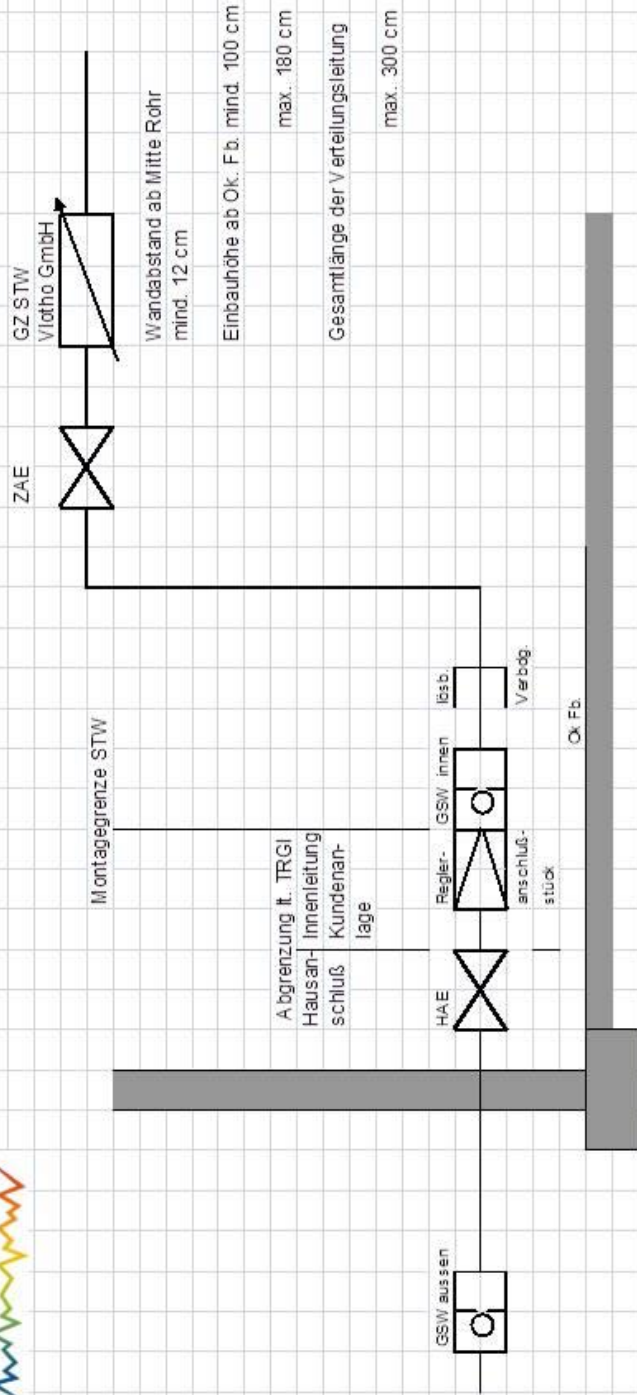 GZ STW
Vlotho GmbH
ZAE
Wandabstand ab Mitte Rohr
mind. 12 cm
Einbauhöhe ab Ok. Fb. mind. 100 cm
max. 180 cm
Gesamtlänge der Verteilungsleitung
max. 300 cm
Montagegrenze STW
Abgrenzung lt. TRGI
Hausan- Innenleitung
schluß Kundenan-
lage
GSW aussen
HAE
Regler-
anschluß-
stück
GSW innen
lösb.
Verbdg.
Ok Fb.